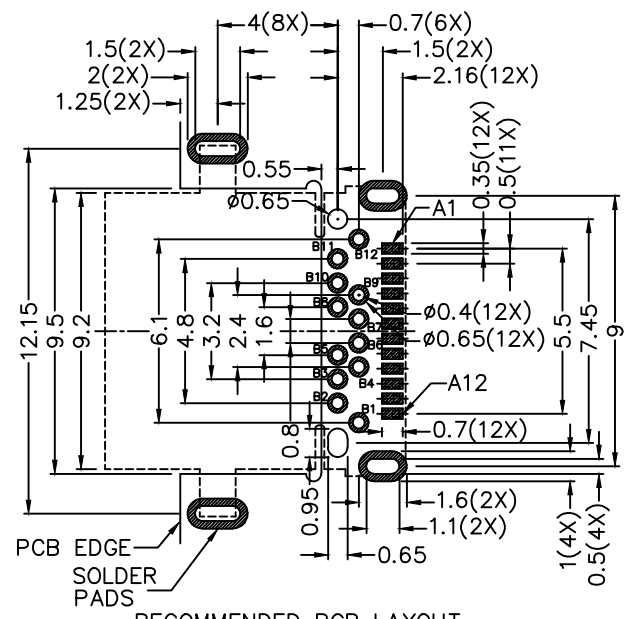 4(8X)
0.7(6X)
1.5(2X)
1.5(2X)
2(2X)
2.16(12X)
1.25(2X)
0.55
ø0.65
0.35(12X)
0.5(11X)
A1
B11
B12
B10
B9
B8
ø0.4(12X)
B7
ø0.65(12X)
B6
B5
B3
B4
A12
B2
B1
12.15
9.5
9.2
6.1
4.8
3.2
2.4
1.6
5.5
7.45
9
0.8
0.7(12X)
0.95
1.6(2X)
1.1(2X)
1(4X)
0.5(4X)
0.65
PCB EDGE
SOLDER
PADS
RECOMMENDED PCB LAYOUT